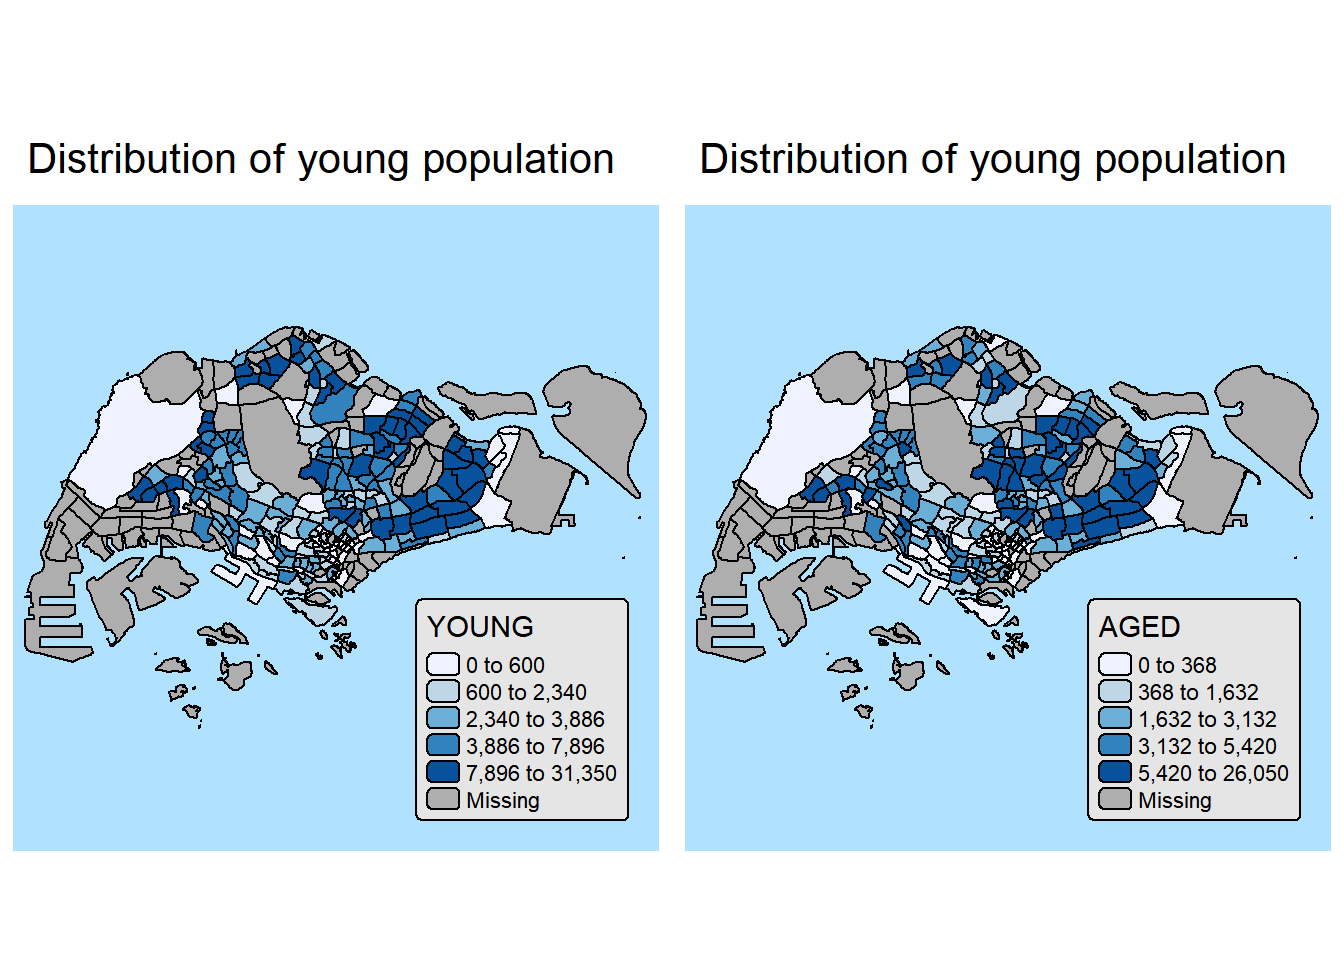 Distribution of young population
YOUNG
0 to 600
600 to 2,340
2,340 to 3,886
3,886 to 7,896
7,896 to 31,350
Missing
Distribution of young population
AGED
0 to 368
368 to 1,632
1,632 to 3,132
3,132 to 5,420
5,420 to 26,050
Missing